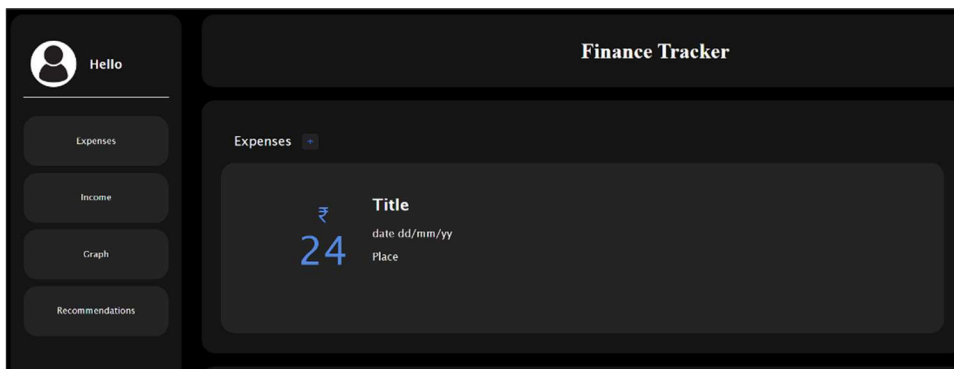 Hello
Expenses
Income
Graph
Recommendations
Finance Tracker
Expenses +
₹
24
Title
date dd/mm/yy
Place